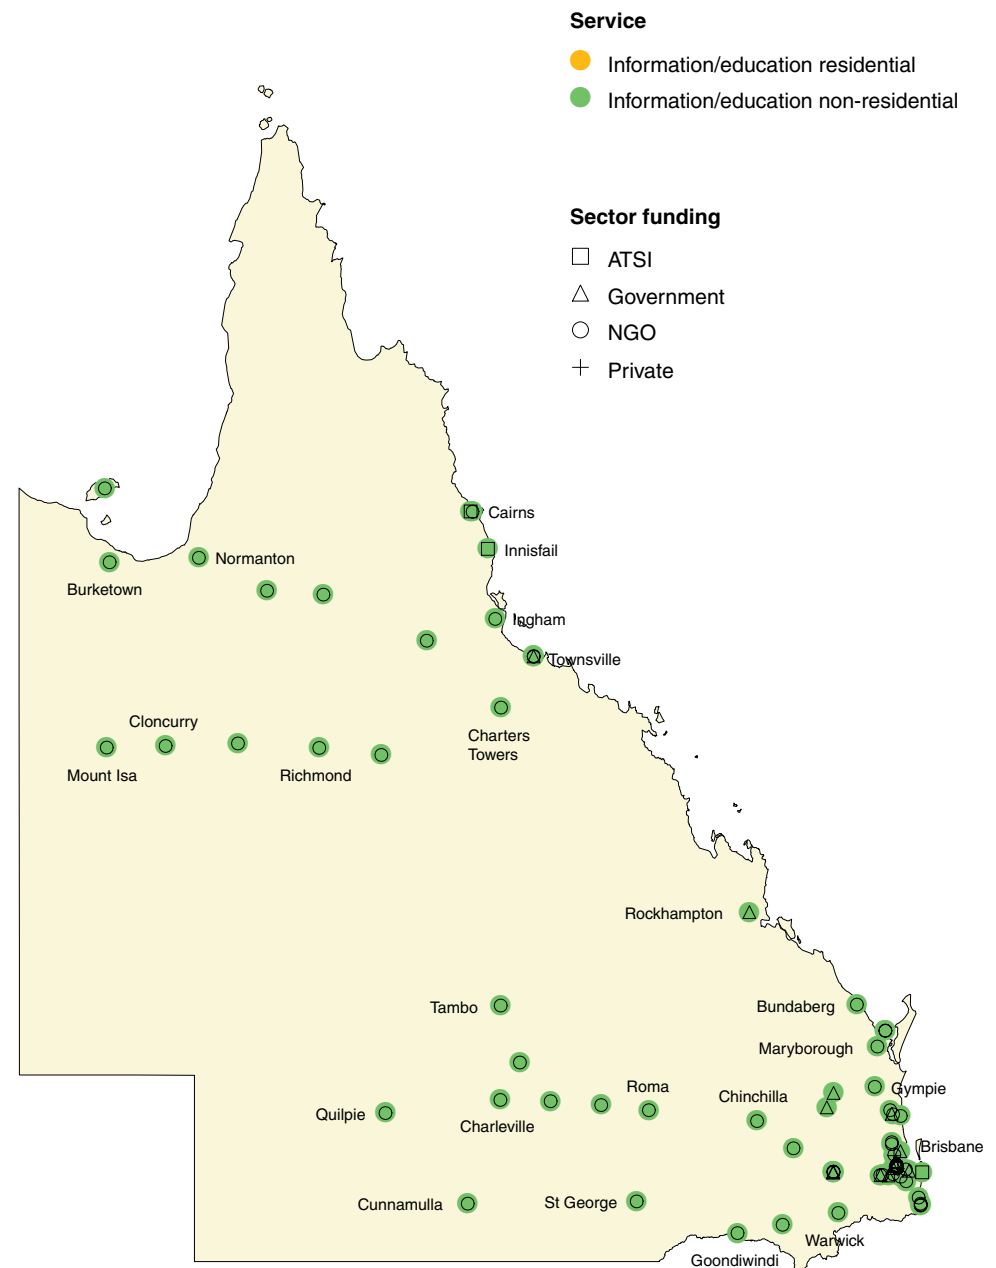 Service
Information/education residential
Information/education non-residential
Sector funding
ATSI
Government
NGO
Private
Cairns
Innisfail
Normanton
Burketown
Ingham
Townsville
Cloncurry
Charters
Towers
Mount Isa
Richmond
Rockhampton
Tambo
Bundaberg
Maryborough
Roma
Chinchilla
Gympie
Quilpie
Charleville
Brisbane
Cunnamulla
St George
Warwick
Goondiwindi